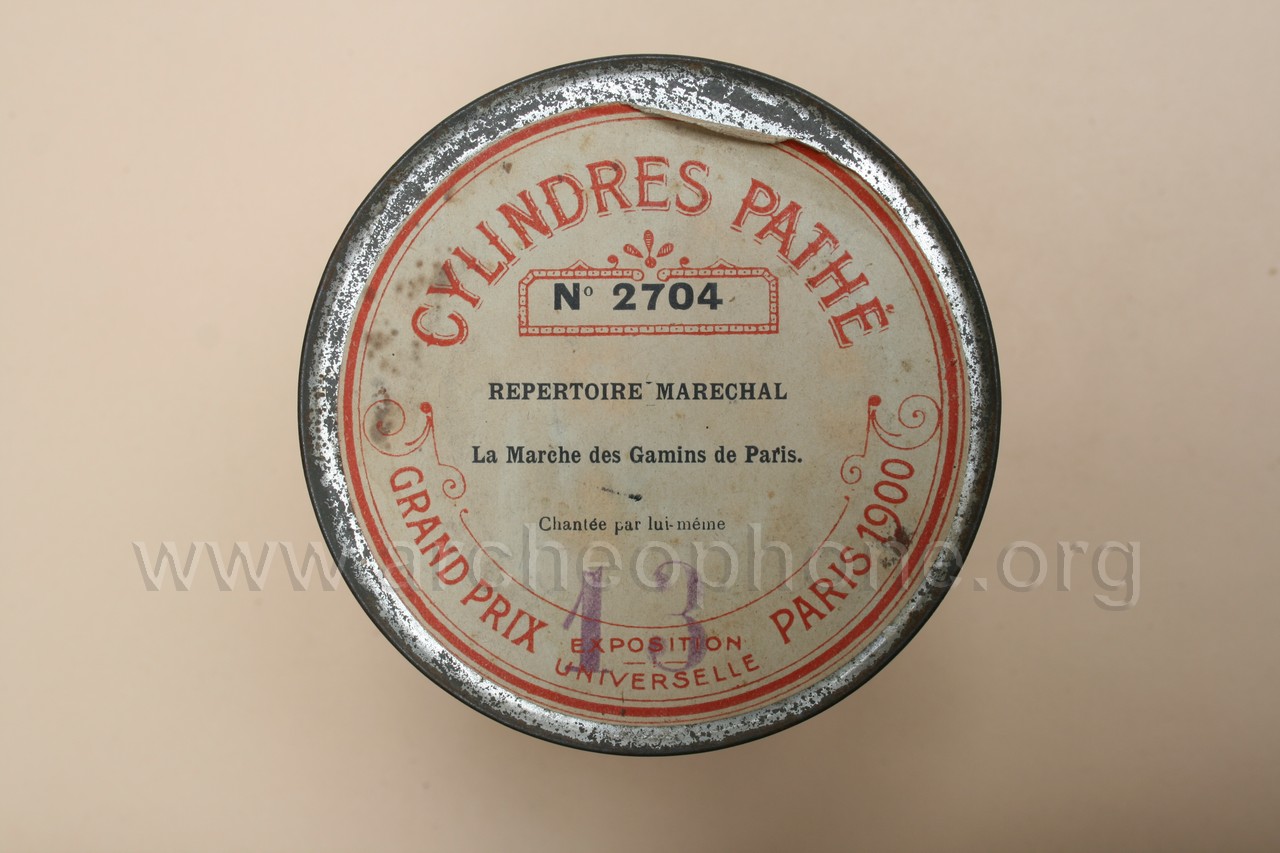 CYLINDRES PATHÉ
Nº 2704
REPERTOIRE MARECHAL
La Marche des Gamins de Paris.
Chantée par lui-même
GRAND PRIX
EXPOSITION
UNIVERSELLE
PARIS 1900
13
www.archeophone.org